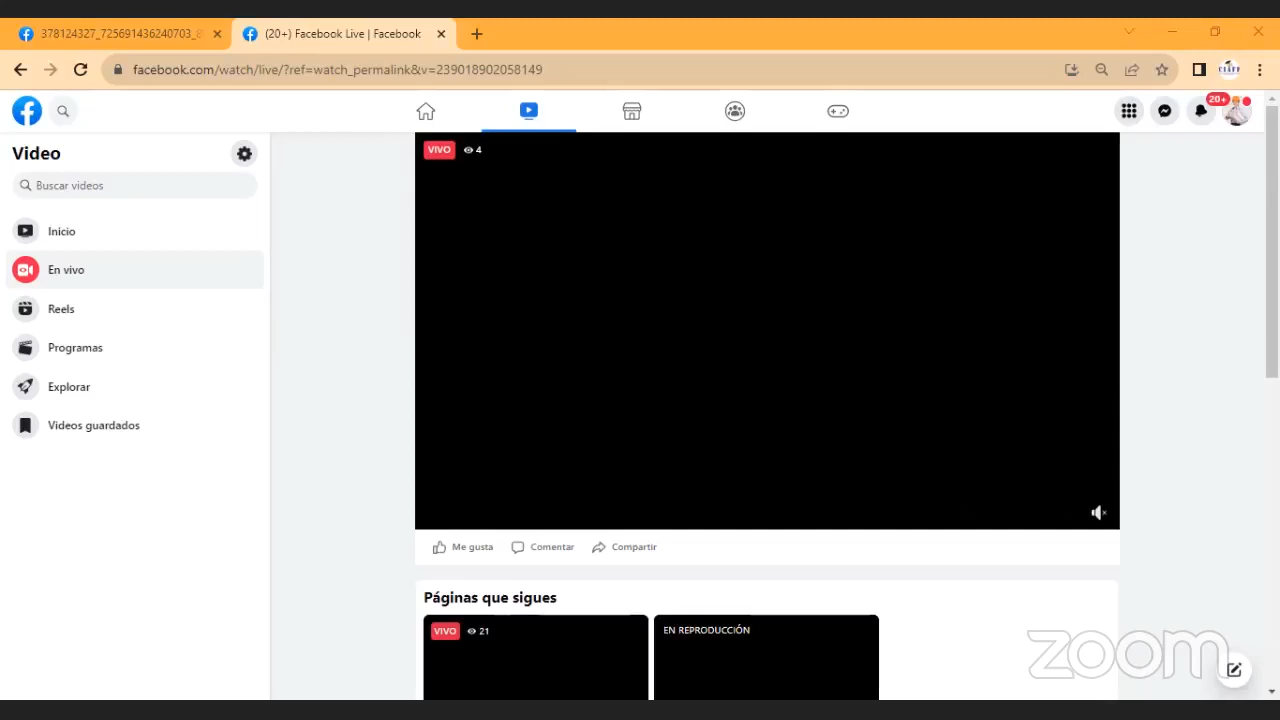 378124327_725691436240703_8
(20+) Facebook Live | Facebook
facebook.com/watch/live/?ref=watch_permalink&v=239018902058149
20+
Video
Buscar videos
Inicio
En vivo
Reels
Programas
Explorar
Videos guardados
VIVO 4
Me gusta Comentar Compartir
Páginas que sigues
VIVO 21
EN REPRODUCCIÓN
zoom